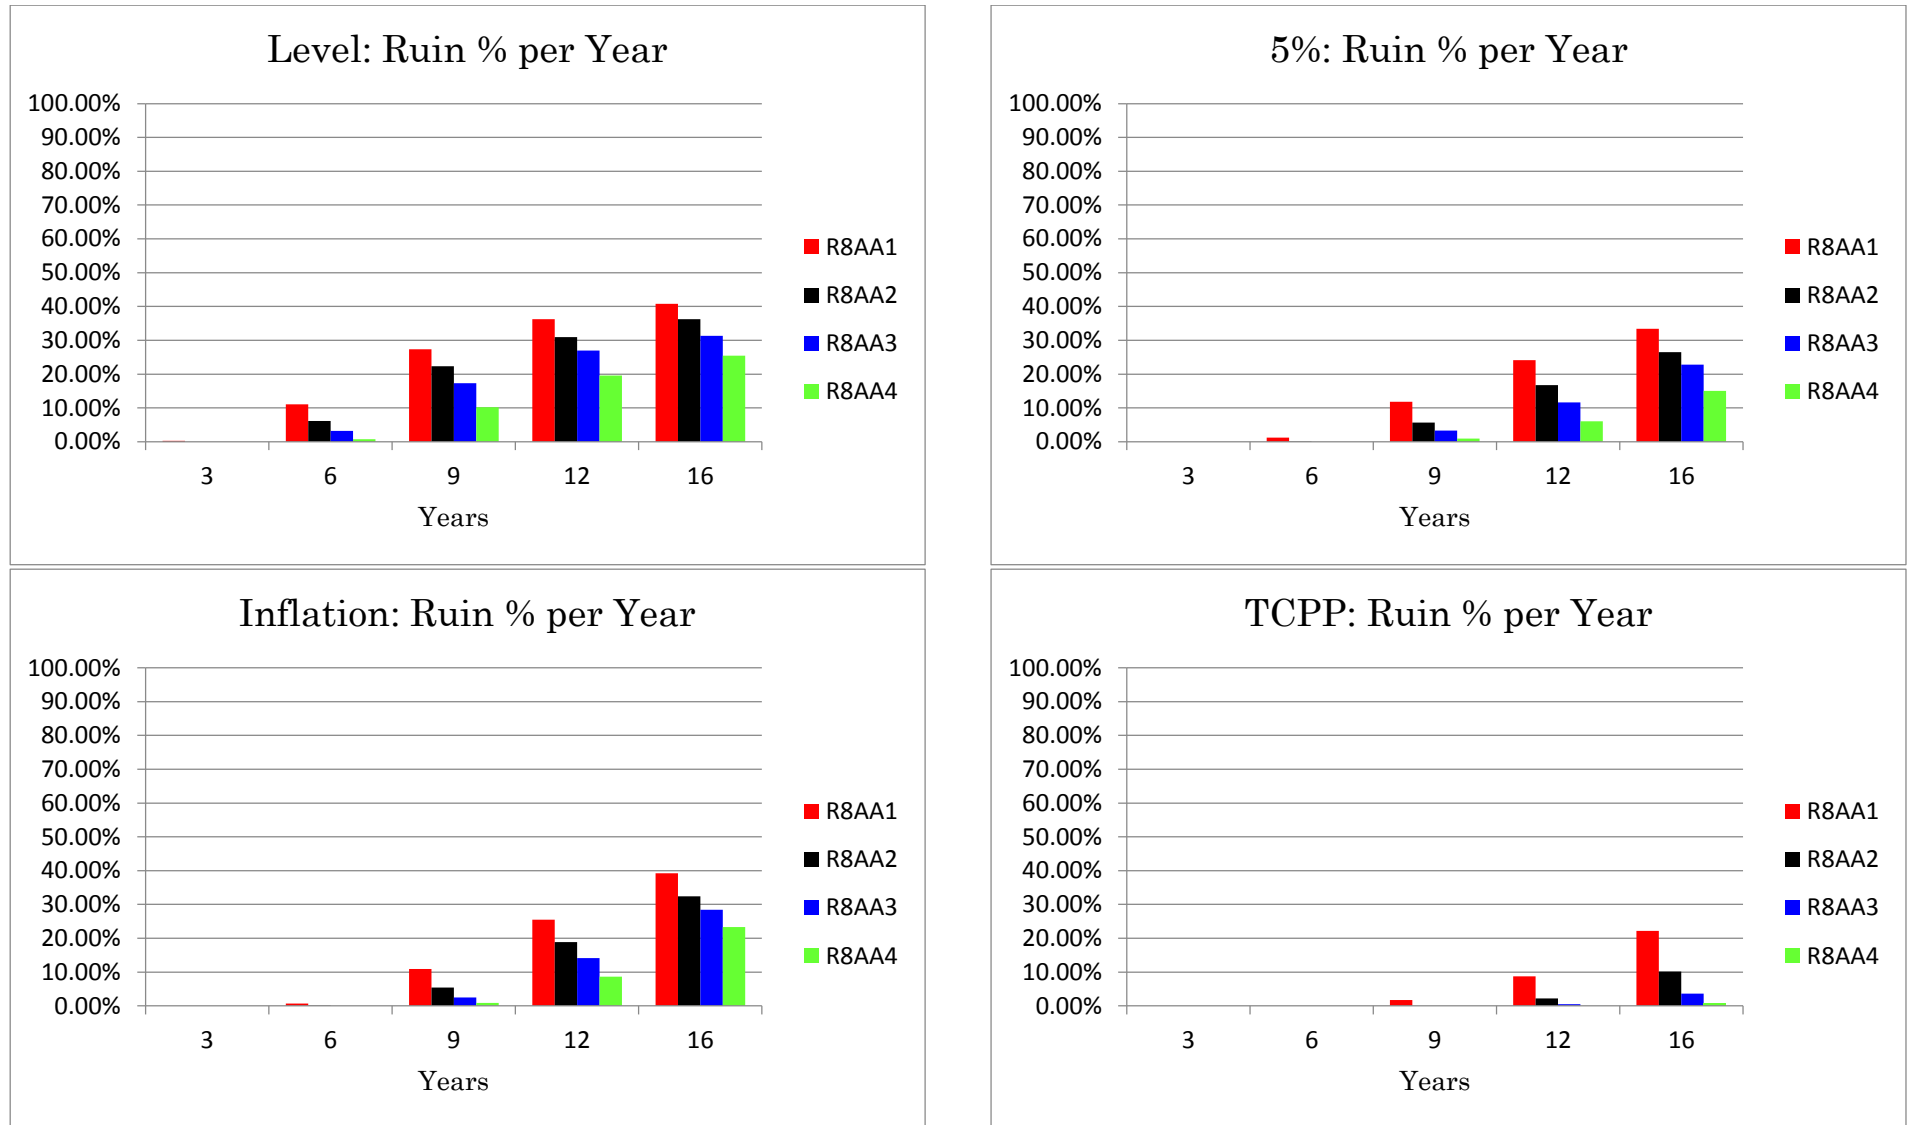 Level: Ruin % per Year
100.00%
90.00%
80.00%
70.00%
60.00%
50.00%
40.00%
30.00%
20.00%
10.00%
0.00%
3 6 9 12 16
Years
R8AA1
R8AA2
R8AA3
R8AA4
5%: Ruin % per Year
100.00%
90.00%
80.00%
70.00%
60.00%
50.00%
40.00%
30.00%
20.00%
10.00%
0.00%
3 6 9 12 16
Years
R8AA1
R8AA2
R8AA3
R8AA4
Inflation: Ruin % per Year
100.00%
90.00%
80.00%
70.00%
60.00%
50.00%
40.00%
30.00%
20.00%
10.00%
0.00%
3 6 9 12 16
Years
R8AA1
R8AA2
R8AA3
R8AA4
TCPP: Ruin % per Year
100.00%
90.00%
80.00%
70.00%
60.00%
50.00%
40.00%
30.00%
20.00%
10.00%
0.00%
3 6 9 12 16
Years
R8AA1
R8AA2
R8AA3
R8AA4